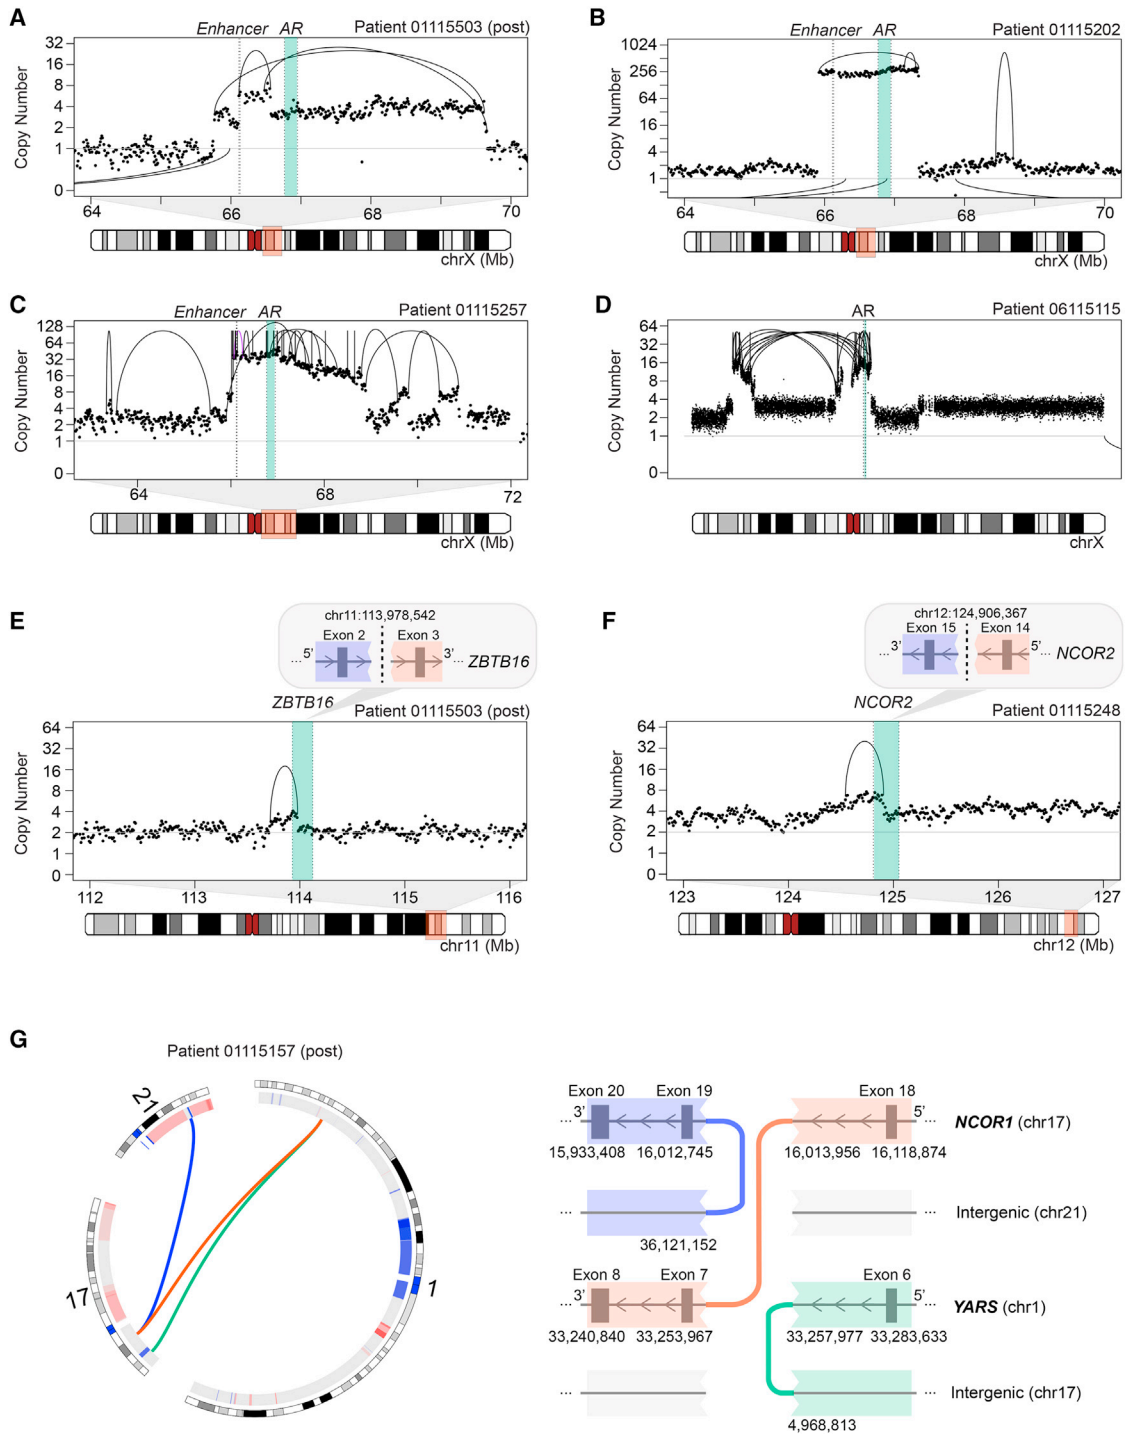 A
Enhancer AR
Patient 01115503 (post)
Copy Number
32
16
8
4
2
1
0
64
66
68
70
chrX (Mb)
B
Enhancer AR
Patient 01115202
Copy Number
1024
256
64
16
4
1
64
66
68
70
chrX (Mb)
C
Enhancer AR
Patient 01115257
Copy Number
128
64
32
16
8
4
2
1
0
64
68
72
chrX (Mb)
D
AR
Patient 06115115
Copy Number
64
32
16
8
4
2
1
0
chrX
E
chr11:113,978,542
Exon 2
Exon 3
... 5'
3' ... ZBTB16
ZBTB16
Patient 01115503 (post)
Copy Number
64
32
16
8
4
2
1
0
112
113
114
115
116
chr11 (Mb)
F
chr12:124,906,367
Exon 15
Exon 14
... 3'
5' ... NCOR2
NCOR2
Patient 01115248
Copy Number
64
32
16
8
4
2
1
0
123
124
125
126
127
chr12 (Mb)
G
Patient 01115157 (post)
21
17
1
Exon 20
Exon 19
Exon 18
... 3'
5' ...
NCOR1 (chr17)
15,933,408
16,012,745
16,013,956
16,118,874
...
...
Intergenic (chr21)
36,121,152
Exon 8
Exon 7
Exon 6
... 3'
5' ...
YARS (chr1)
33,240,840
33,253,967
33,257,977
33,283,633
...
...
Intergenic (chr17)
4,968,813